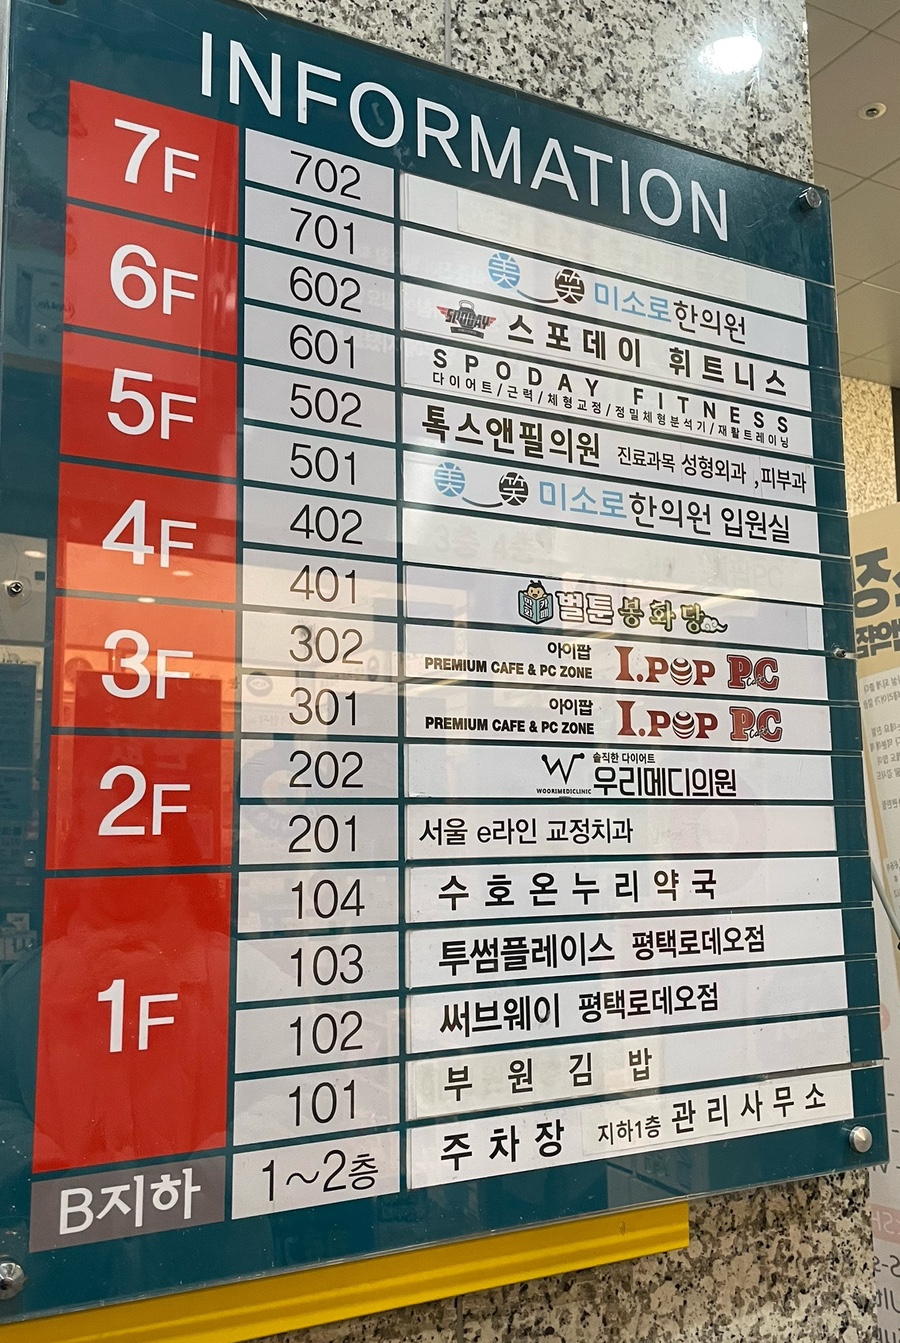 INFORMATION
7F
702
701
美 笑 미소로한의원
6F
602
SPODAY 스포데이 휘트니스
601
SPODAY FITNESS
다이어트/근력/체형교정/정밀체형분석기/재활트레이닝
5F
502
톡스앤필의원 진료과목 성형외과 ,피부과
501
美 笑 미소로한의원 입원실
4F
402
401
만화카페 벌툰 봉화당
3F
302
아이팝
PREMIUM CAFE & PC ZONE I.POP PC cafe
301
아이팝
PREMIUM CAFE & PC ZONE I.POP PC cafe
2F
202
솔직한 다이어트
WOORIMEDICLINIC 우리메디의원
201
서울 e라인 교정치과
1F
104
수호온누리약국
103
투썸플레이스 평택로데오점
102
써브웨이 평택로데오점
101
부원김밥
B지하
1~2층
주차장 지하1층 관리사무소